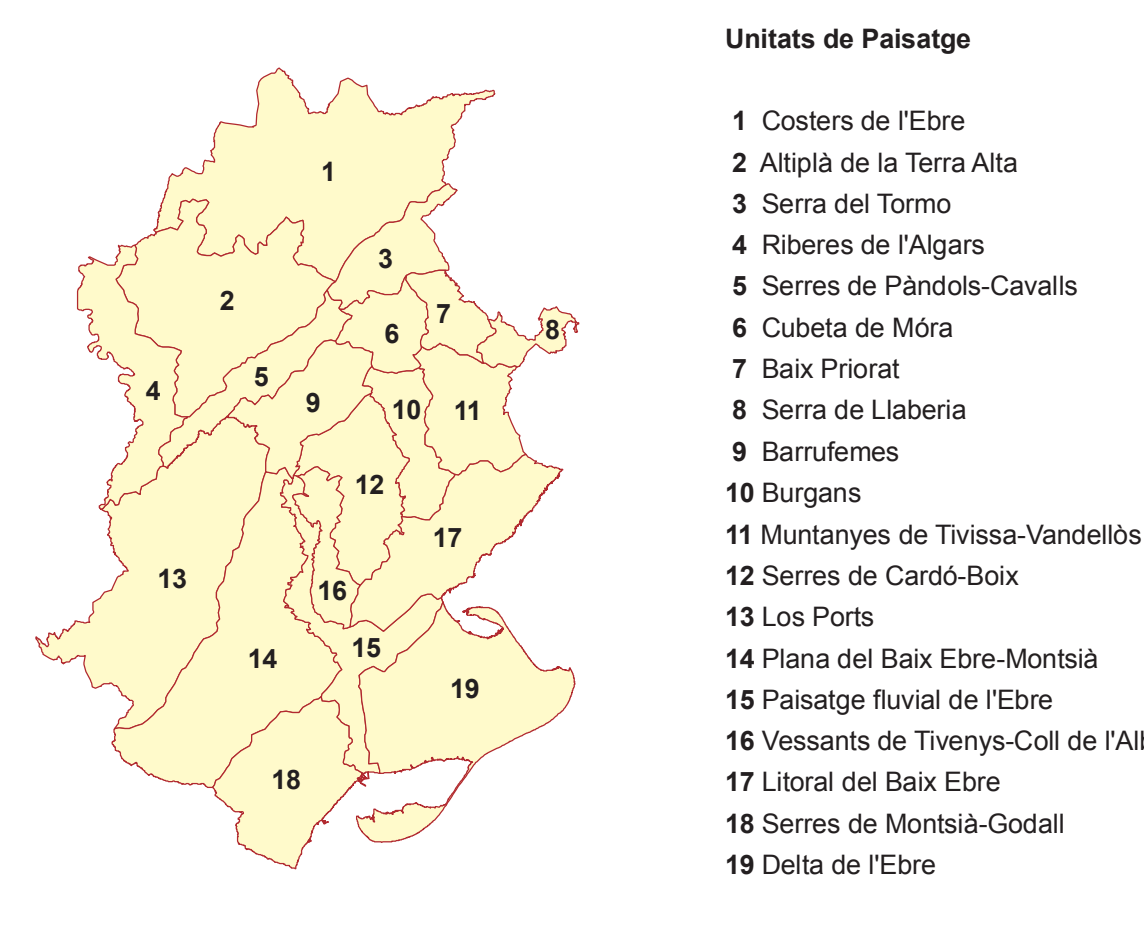 Unitats de Paisatge
1 Costers de l'Ebre
2 Altiplà de la Terra Alta
3 Serra del Tormo
4 Riberes de l'Algars
5 Serres de Pàndols-Cavalls
6 Cubeta de Móra
7 Baix Priorat
8 Serra de Llaberia
9 Barrufemes
10 Burgans
11 Muntanyes de Tivissa-Vandellòs
12 Serres de Cardó-Boix
13 Los Ports
14 Plana del Baix Ebre-Montsià
15 Paisatge fluvial de l'Ebre
16 Vessants de Tivenys-Coll de
17 Litoral del Baix Ebre
18 Serres de Montsià-Godall
19 Delta de l'Ebre
1
3
2
7
8
6
5
4
9
10
11
12
17
13
16
15
14
19
18